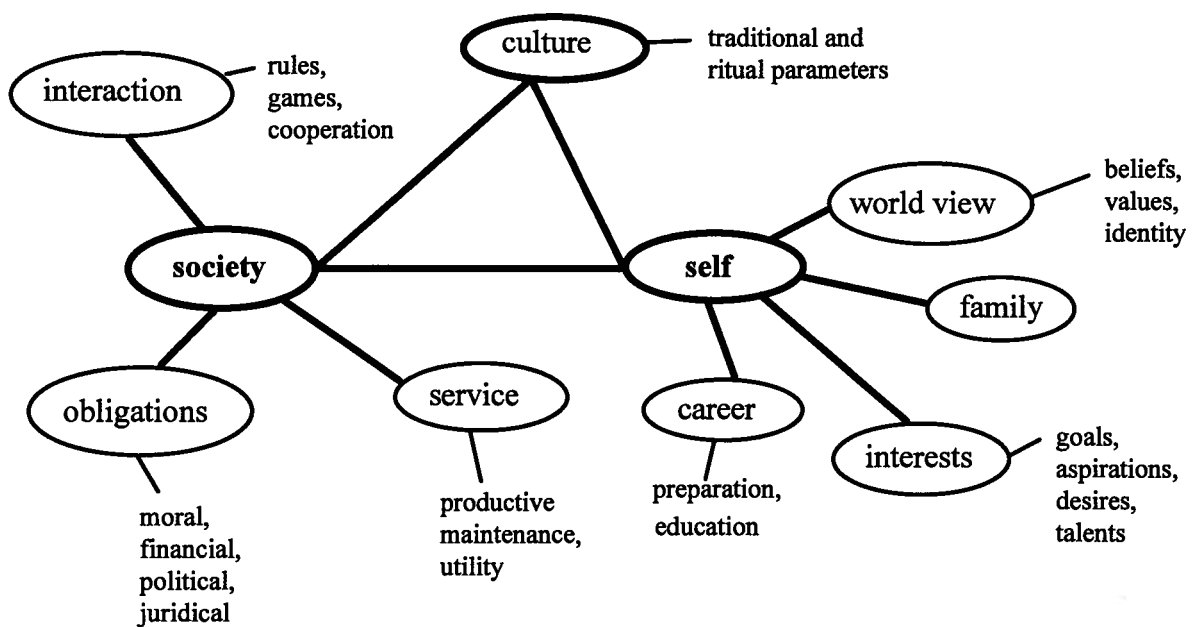 culture
traditional and
ritual parameters
interaction
rules,
games,
cooperation
world view
beliefs,
values,
identity
society
self
family
obligations
service
career
interests
goals,
aspirations,
desires,
talents
preparation,
education
productive
maintenance,
utility
moral,
financial,
political,
juridical